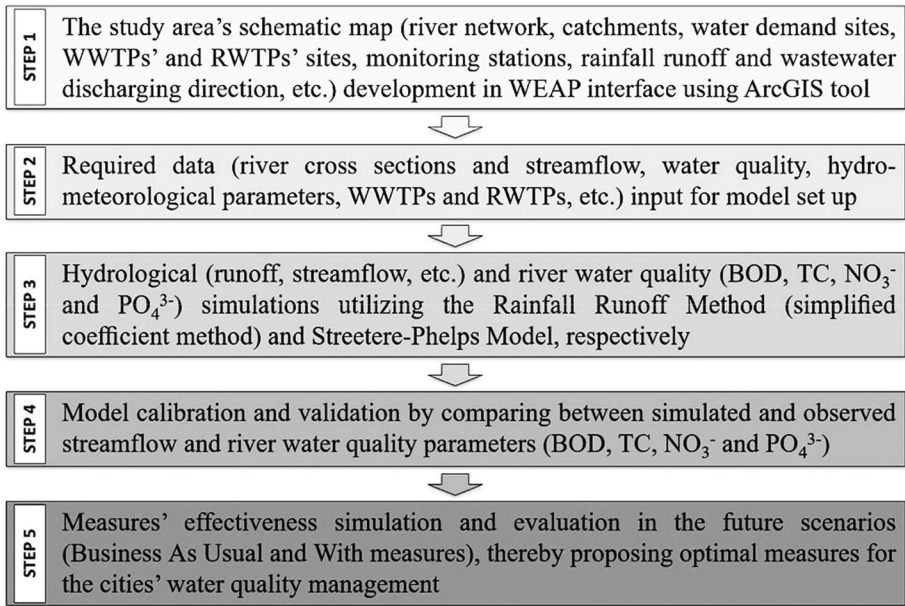 STEP 1
The study area's schematic map (river network, catchments, water demand sites,
WWTPs' and RWTPs' sites, monitoring stations, rainfall runoff and wastewater
discharging direction, etc.) development in WEAP interface using ArcGIS tool
STEP 2
Required data (river cross sections and streamflow, water quality, hydro-
meteorological parameters, WWTPs and RWTPs, etc.) input for model set up
STEP 3
Hydrological (runoff, streamflow, etc.) and river water quality (BOD, TC, NO₃⁻
and PO₄³⁻) simulations utilizing the Rainfall Runoff Method (simplified
coefficient method) and Streetere-Phelps Model, respectively
STEP 4
Model calibration and validation by comparing between simulated and observed
streamflow and river water quality parameters (BOD, TC, NO₃⁻ and PO₄³⁻)
STEP 5
Measures' effectiveness simulation and evaluation in the future scenarios
(Business As Usual and With measures), thereby proposing optimal measures for
the cities' water quality management